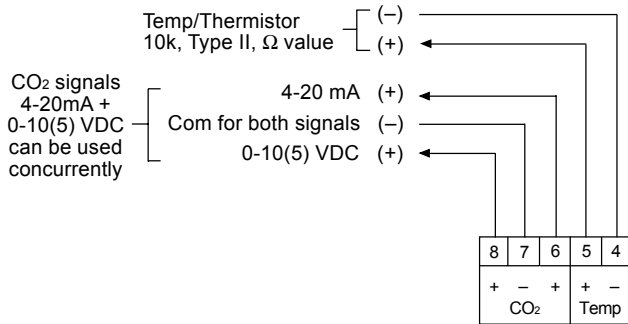 Temp/Thermistor (–)
10k, Type II, Ω value (+)
CO₂ signals
4-20mA +
0-10(5) VDC
can be used
concurrently
4-20 mA (+)
Com for both signals (–)
0-10(5) VDC (+)
8 7 6 5 4
+ – + + –
CO₂ Temp